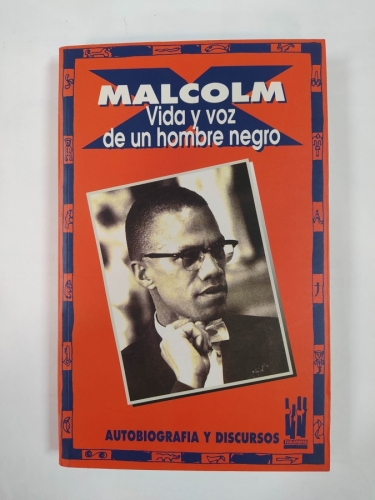 X
MALCOLM
Vida y voz
de un hombre negro
AUTOBIOGRAFIA Y DISCURSOS